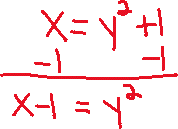 x = y² + 1
-1 -1
x - 1 = y²